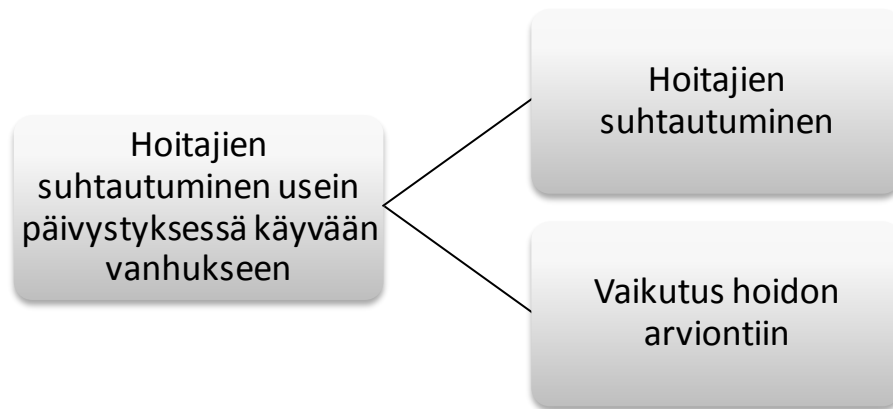 Hoitajien
suhtautuminen usein
päivystyksessä käyvään
vanhukseen
Hoitajien
suhtautuminen
Vaikutus hoidon
arviontiin